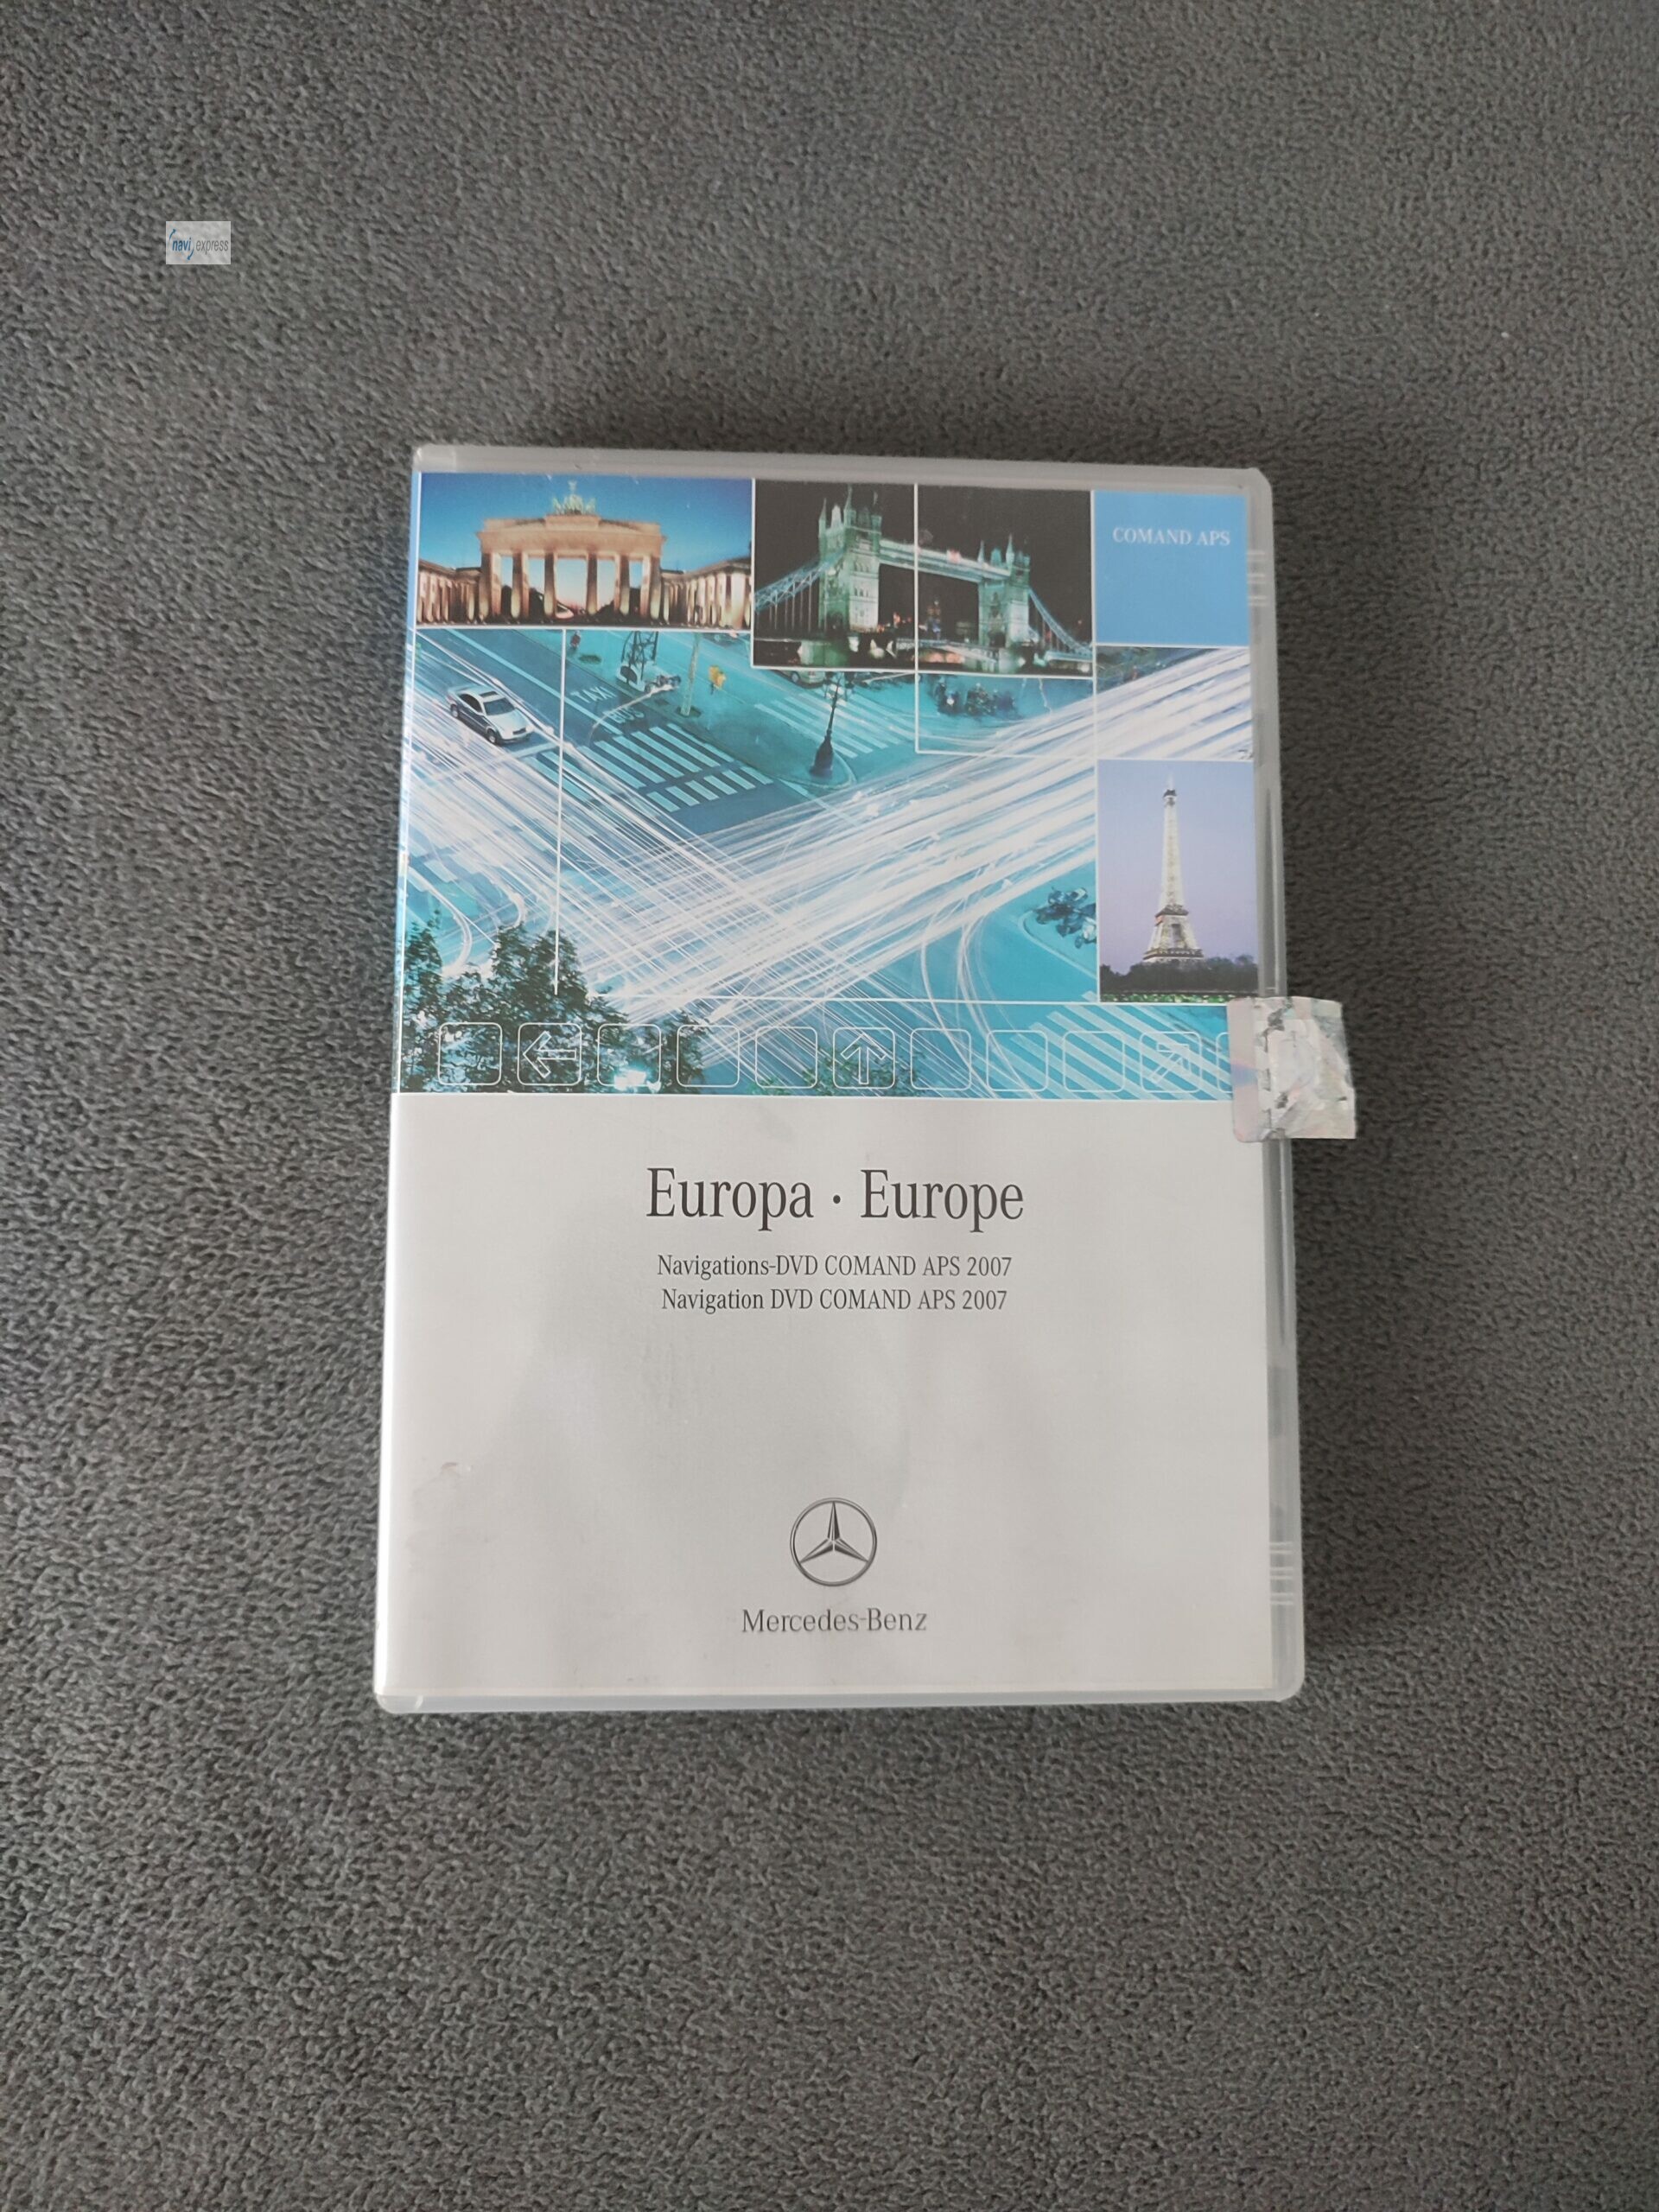 navi express
COMAND APS
TAXI
BUS
Europa · Europe
Navigations-DVD COMAND APS 2007
Navigation DVD COMAND APS 2007
Mercedes-Benz